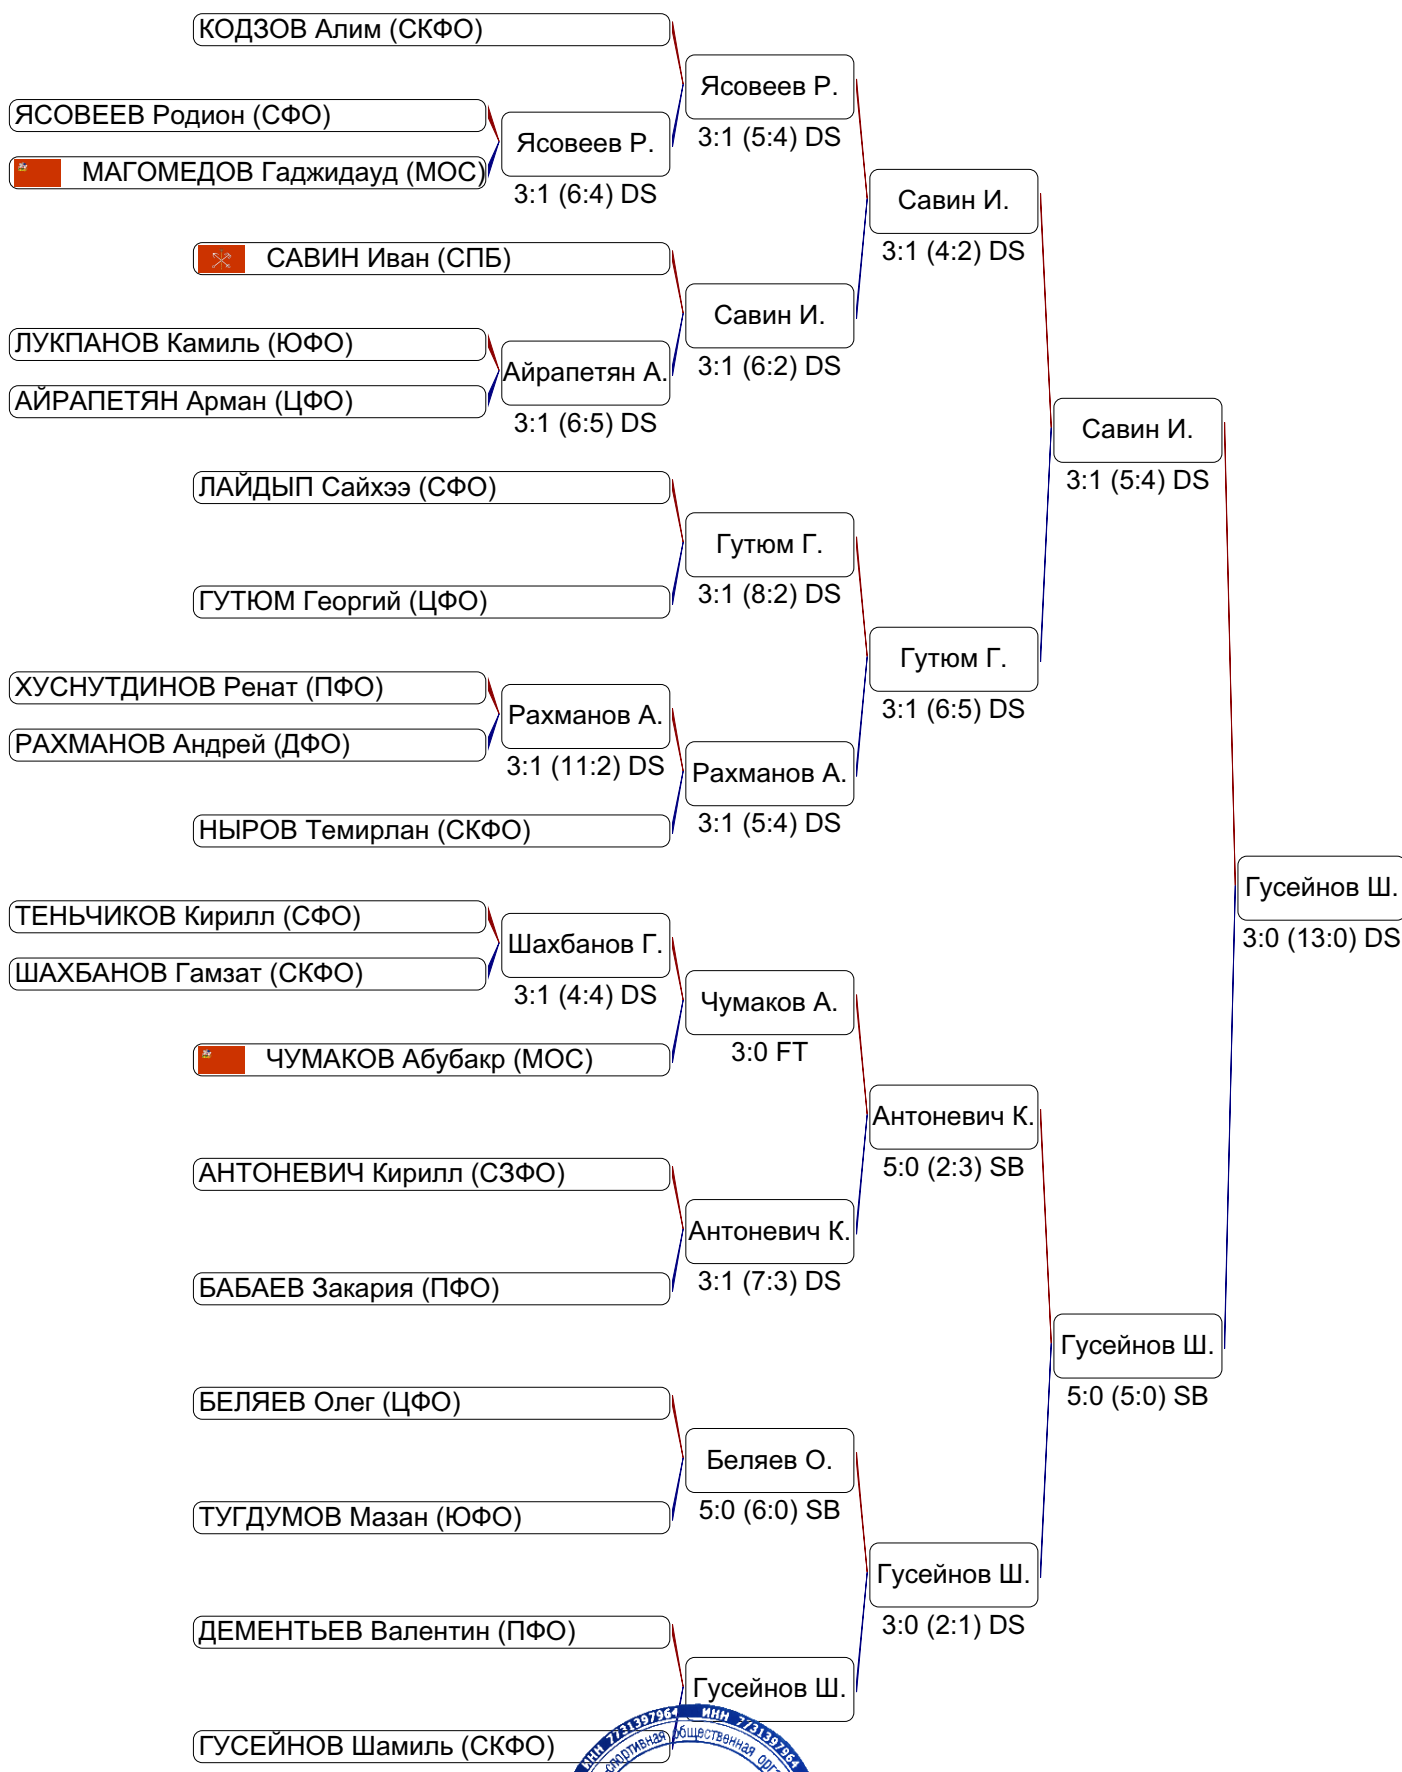 КОДЗОВ Алим (СКФО)
Ясовеев Р.
3:1 (5:4) DS
ЯСОВЕЕВ Родион (СФО)
Ясовеев Р.
3:1 (6:4) DS
МАГОМЕДОВ Гаджидауд (МОС)
Савин И.
3:1 (4:2) DS
САВИН Иван (СПБ)
Савин И.
3:1 (6:2) DS
ЛУКПАНОВ Камиль (ЮФО)
Айрапетян А.
3:1 (6:5) DS
АЙРАПЕТЯН Арман (ЦФО)
Савин И.
3:1 (5:4) DS
ЛАЙДЫП Сайхээ (СФО)
Гутюм Г.
3:1 (8:2) DS
ГУТЮМ Георгий (ЦФО)
Гутюм Г.
3:1 (6:5) DS
ХУСНУТДИНОВ Ренат (ПФО)
Рахманов А.
3:1 (11:2) DS
РАХМАНОВ Андрей (ДФО)
Рахманов А.
3:1 (5:4) DS
НЫРОВ Темирлан (СКФО)
Гусейнов Ш.
3:0 (13:0) DS
ТЕНЬЧИКОВ Кирилл (СФО)
Шахбанов Г.
3:1 (4:4) DS
ШАХБАНОВ Гамзат (СКФО)
Чумаков А.
3:0 FT
ЧУМАКОВ Абубакр (МОС)
Антоневич К.
5:0 (2:3) SB
АНТОНЕВИЧ Кирилл (СЗФО)
Антоневич К.
3:1 (7:3) DS
БАБАЕВ Закария (ПФО)
Гусейнов Ш.
5:0 (5:0) SB
БЕЛЯЕВ Олег (ЦФО)
Беляев О.
5:0 (6:0) SB
ТУГДУМОВ Мазан (ЮФО)
Гусейнов Ш.
3:0 (2:1) DS
ДЕМЕНТЬЕВ Валентин (ПФО)
Гусейнов Ш.
ГУСЕЙНОВ Шамиль (СКФО)
ИНН 7731397964 ИНН 7731397964
общественная